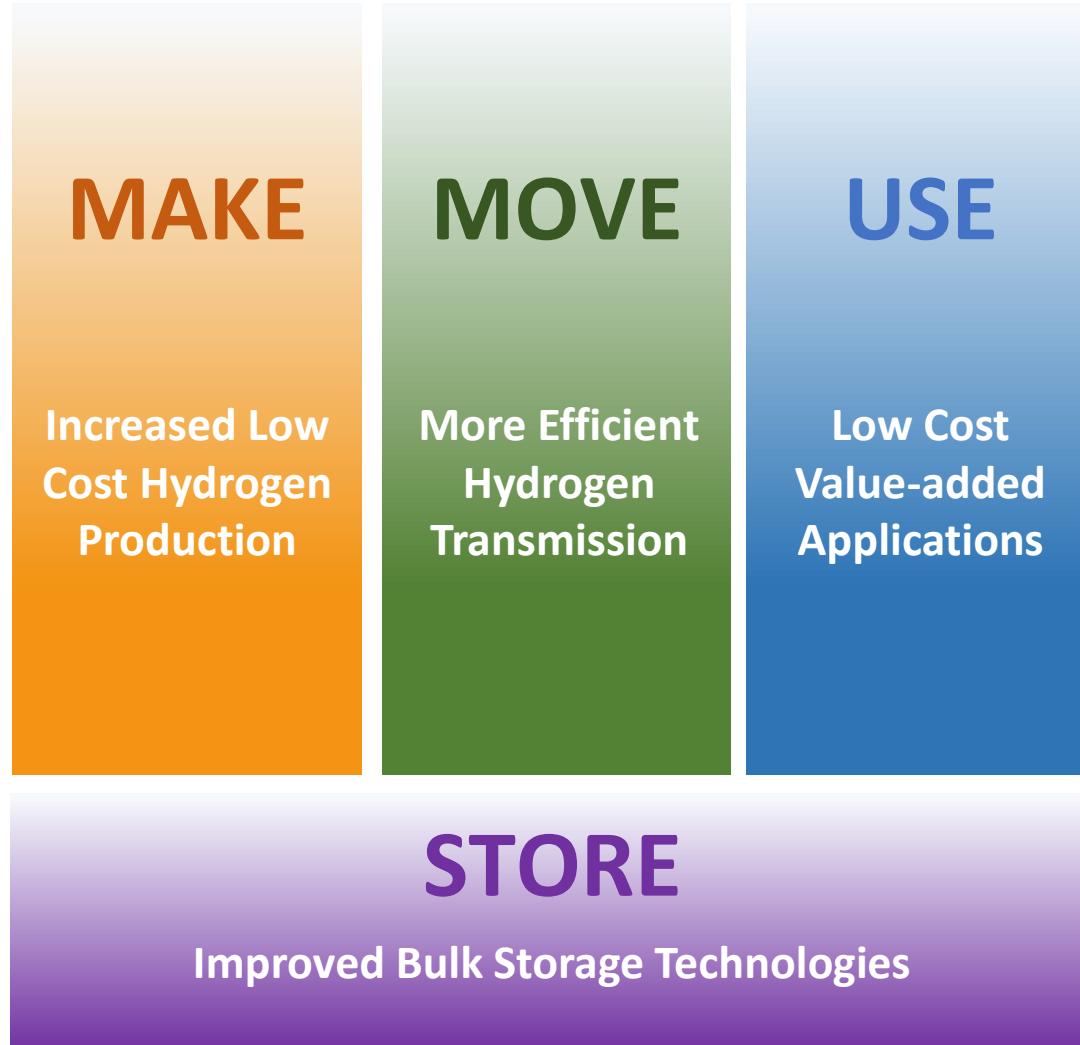 MAKE
Increased Low
Cost Hydrogen
Production
MOVE
More Efficient
Hydrogen
Transmission
USE
Low Cost
Value-added
Applications
STORE
Improved Bulk Storage Technologies